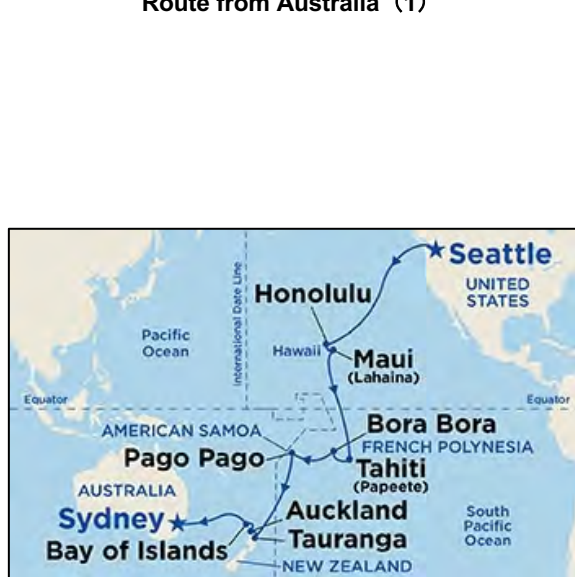 Route from Australia（1）
Seattle
UNITED
STATES
International Date Line
Honolulu
Pacific
Ocean
Hawaii
Maui
(Lahaina)
Equator
Equator
AMERICAN SAMOA
Bora Bora
FRENCH POLYNESIA
Pago Pago
Tahiti
(Papeete)
AUSTRALIA
Sydney
Auckland
South
Pacific
Ocean
Tauranga
Bay of Islands
NEW ZEALAND